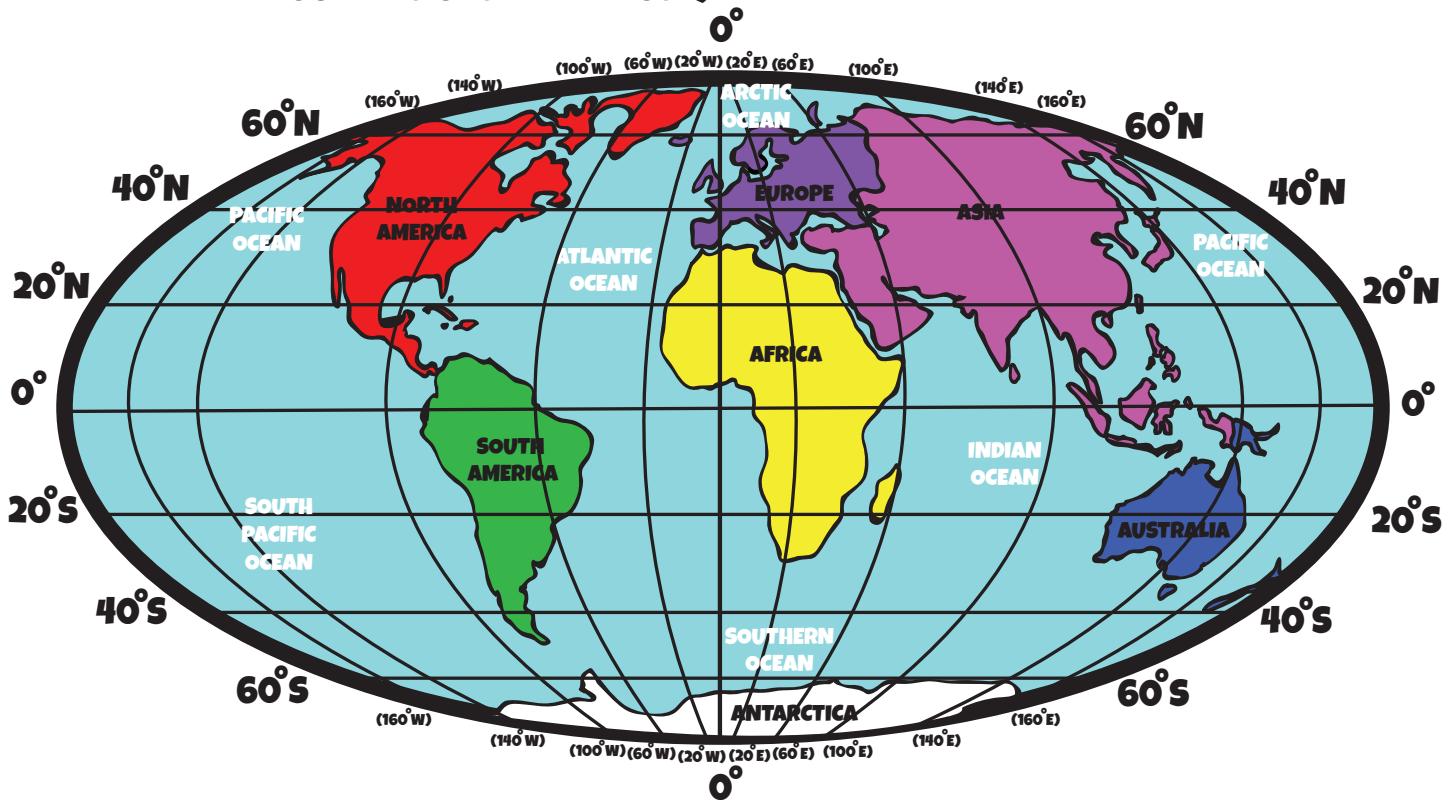 0°
(160°W) (140°W) (100°W) (60°W) (20°W) (20°E) (60°E) (100°E) (140°E) (160°E)
60°N 60°N
40°N 40°N
20°N 20°N
0° 0°
20°S 20°S
40°S 40°S
60°S 60°S
ARCTIC
OCEAN
NORTH
AMERICA
EUROPE
ASIA
PACIFIC
OCEAN
ATLANTIC
OCEAN
PACIFIC
OCEAN
AFRICA
SOUTH
AMERICA
INDIAN
OCEAN
SOUTH
PACIFIC
OCEAN
AUSTRALIA
SOUTHERN
OCEAN
ANTARCTICA
(160°W) (140°W) (100°W) (60°W) (20°W) (20°E) (60°E) (100°E) (140°E) (160°E)
0°